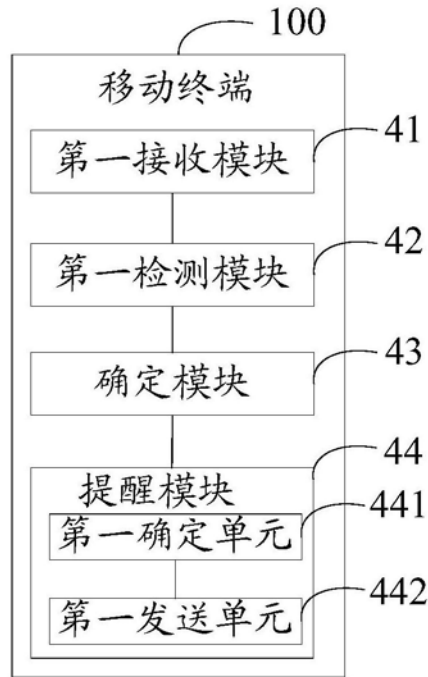 100
移动终端
第一接收模块 41
第一检测模块 42
确定模块 43
44
提醒模块
第一确定单元 441
第一发送单元 442